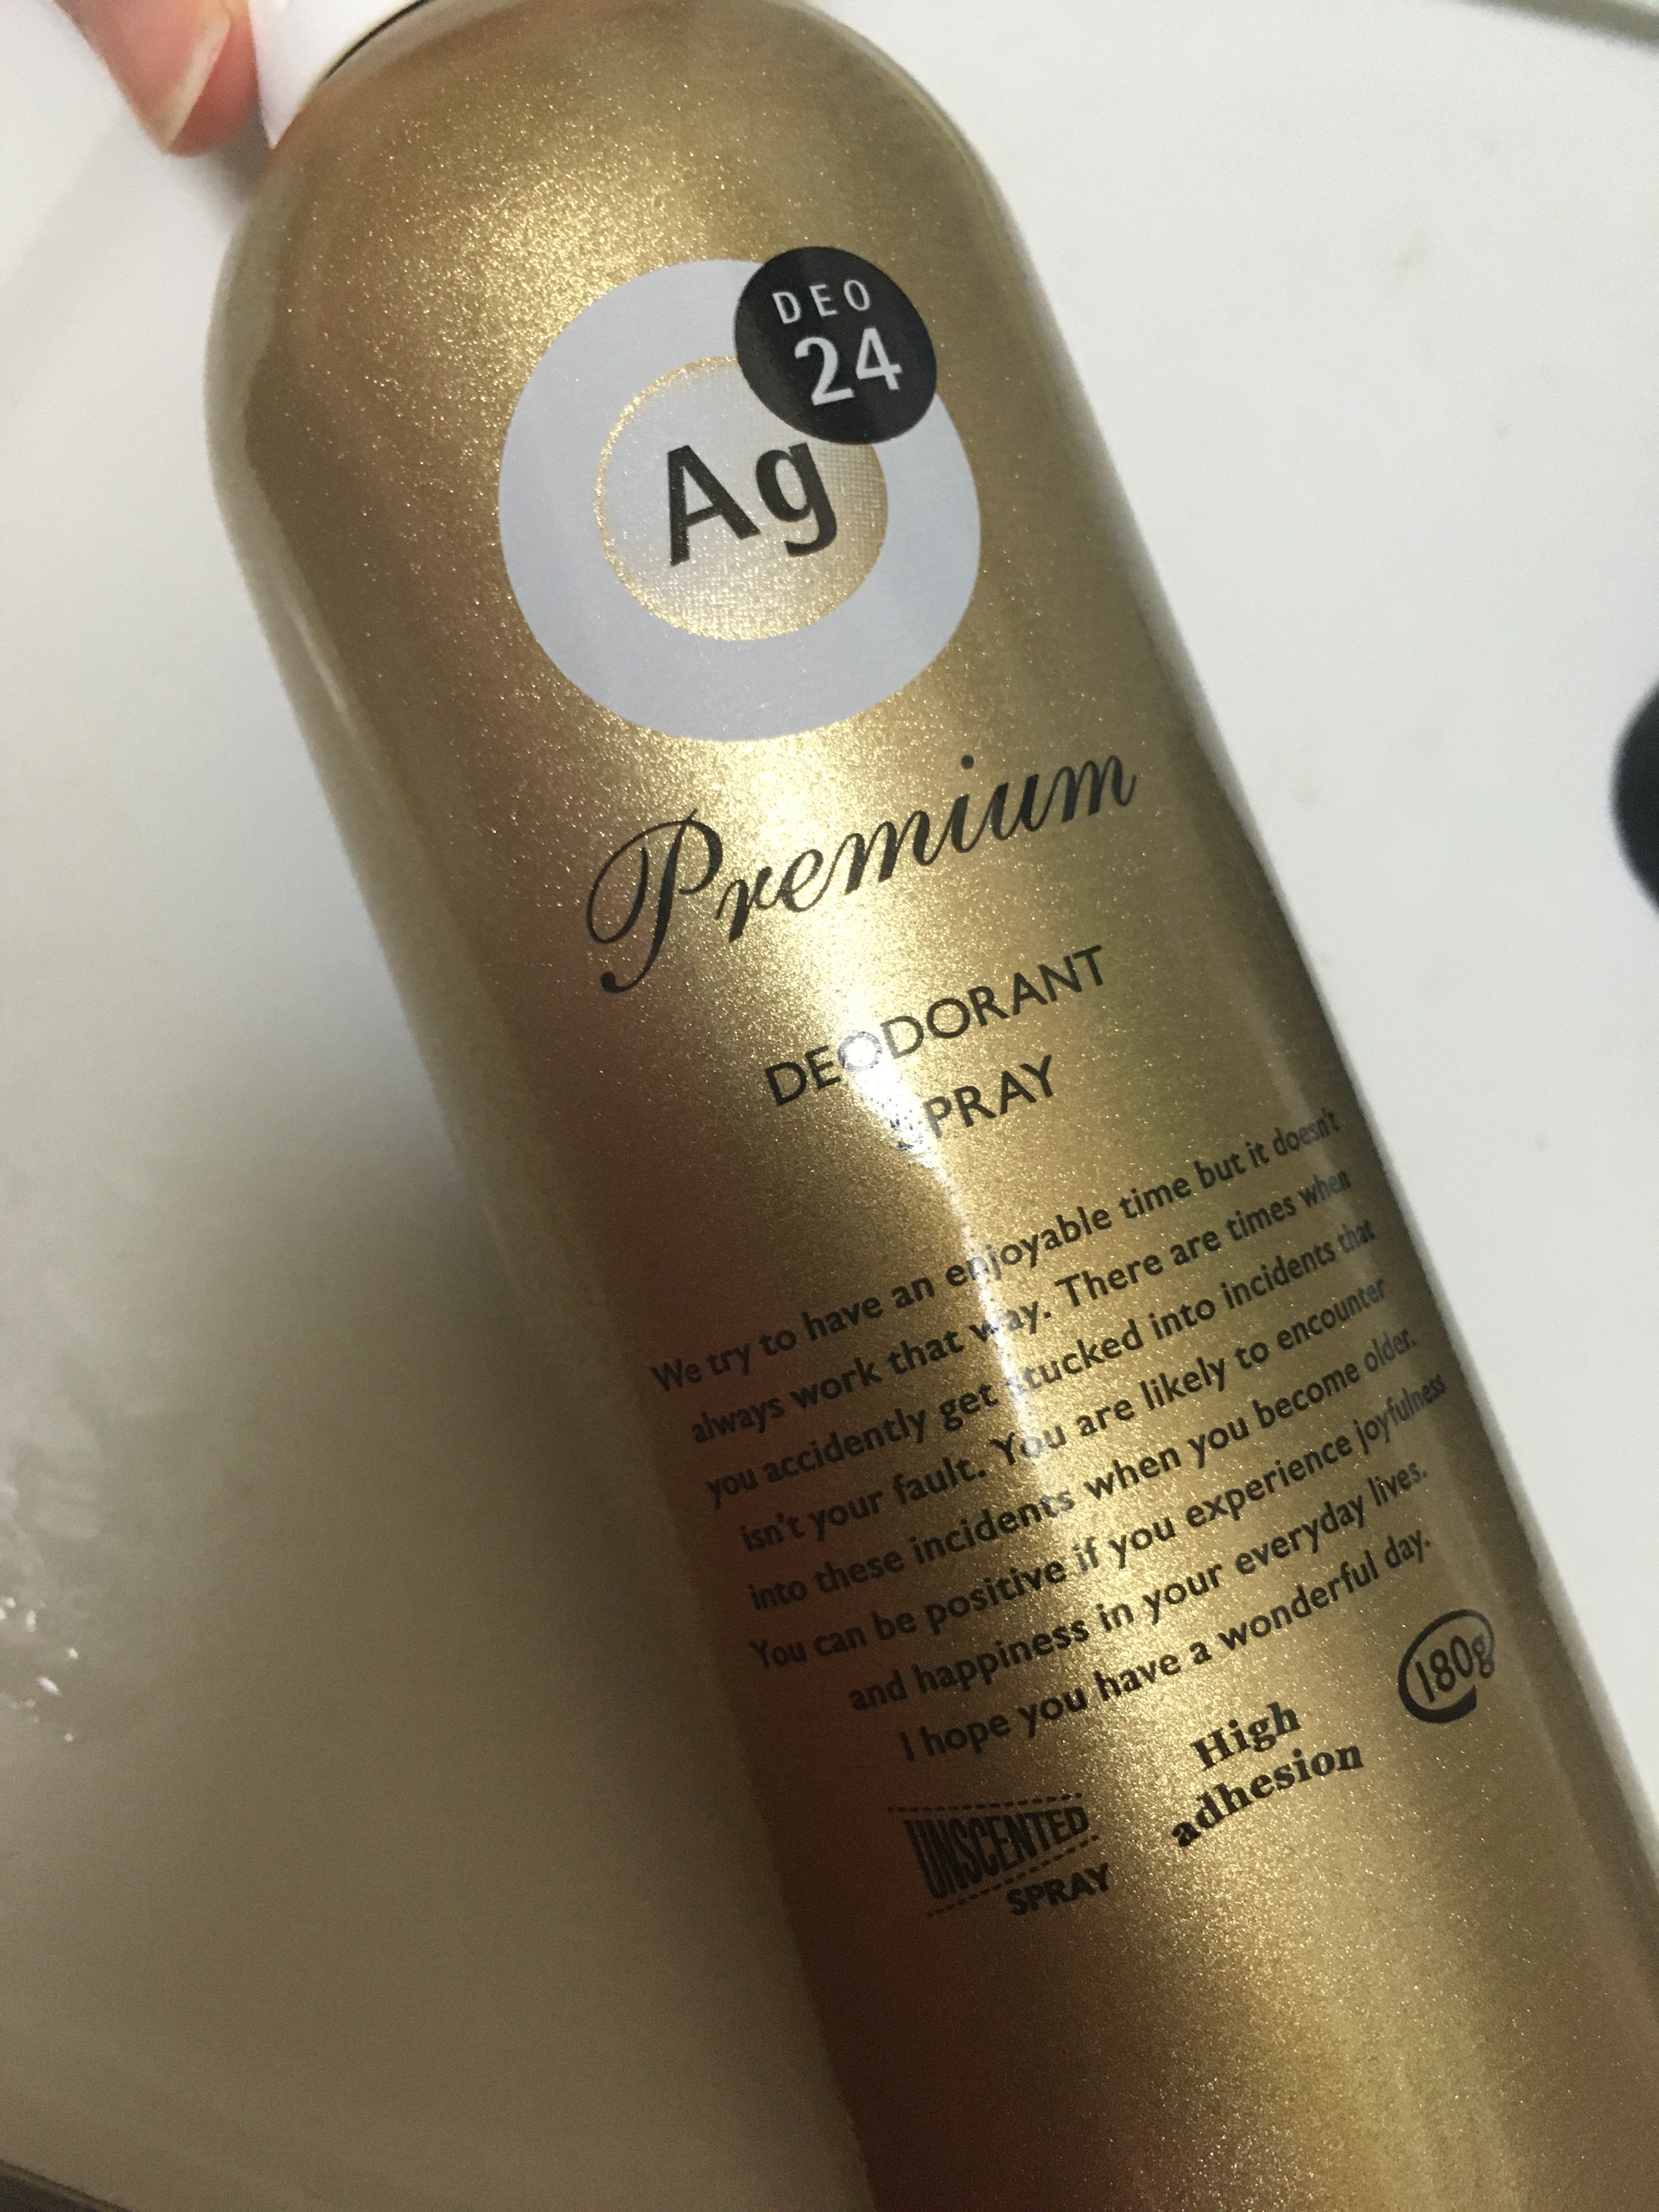 DEO
24
Ag
Premium
DEODORANT
SPRAY
We try to have an enjoyable time but it doesn't
always work that way. There are times when
you accidently get stucked into incidents that
isn't your fault. You are likely to encounter
into these incidents when you become older.
You can be positive if you experience joyfulness
and happiness in your everyday lives.
I hope you have a wonderful day.
UNSCENTED
SPRAY
High
adhesion
180g